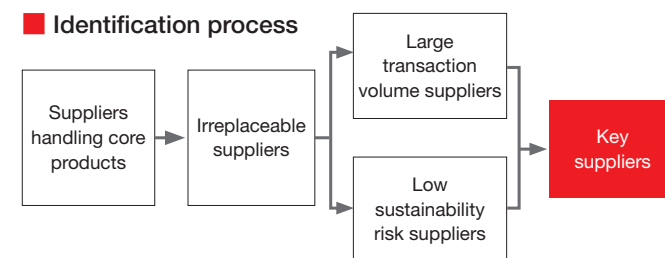 Identification process
Suppliers
handling core
products
Irreplaceable
suppliers
Large
transaction
volume suppliers
Low
sustainability
risk suppliers
Key
suppliers